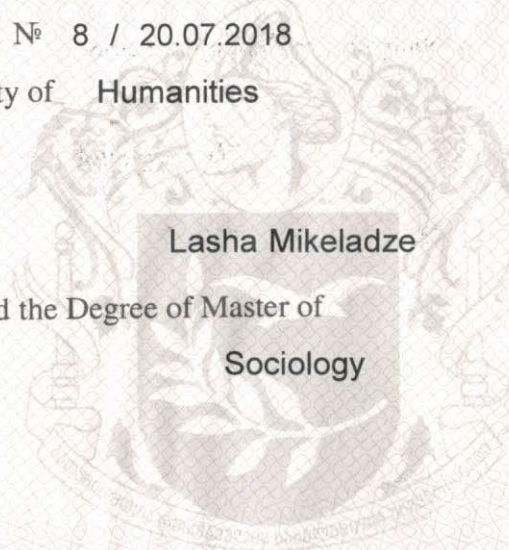 № 8 / 20.07.2018
ty of Humanities
Lasha Mikeladze
d the Degree of Master of
Sociology